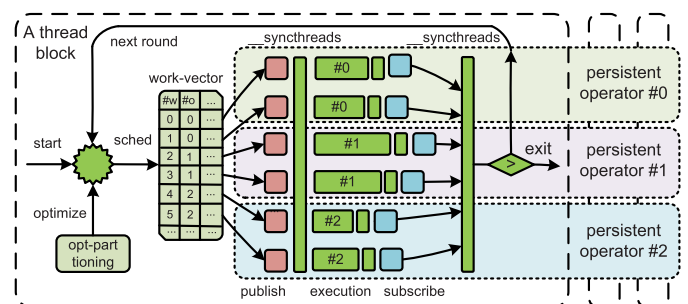 A thread
block
next round
__syncthreads
__syncthreads
work-vector
#w #o ...
0 0 ...
1 0 ...
2 1 ...
3 1 ...
4 2 ...
5 2 ...
... ... ...
start
sched
optimize
opt-part
tioning
#0
#0
#1
#1
#2
#2
>
exit
persistent
operator #0
persistent
operator #1
persistent
operator #2
publish
execution
subscribe